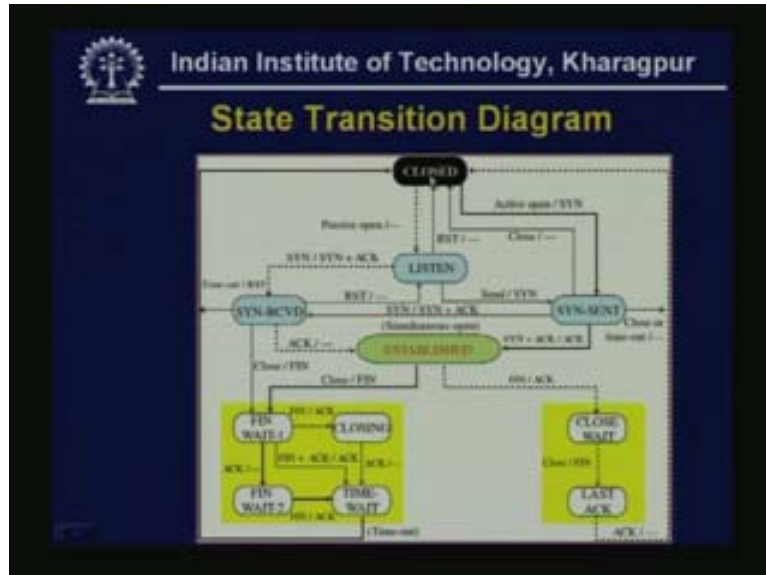 Indian Institute of Technology, Kharagpur
State Transition Diagram
CLOSED
Active open / SYN
Passive open / —
RST / —
Close / —
SYN / SYN + ACK
LISTEN
Time-out / RST
RST / —
Send / SYN
SYN-RCVD
SYN / SYN + ACK
SYN-SENT
(Simultaneous open)
Close or
time-out / —
ACK / —
ESTABLISHED
SYN + ACK / ACK
Close / FIN
Close / FIN
FIN / ACK
FIN
WAIT-1
FIN / ACK
CLOSING
CLOSE
WAIT
ACK / —
FIN + ACK / ACK
ACK / —
Close / FIN
FIN
WAIT-2
FIN / ACK
TIME-
WAIT
LAST
ACK
(Time-out)
ACK / —